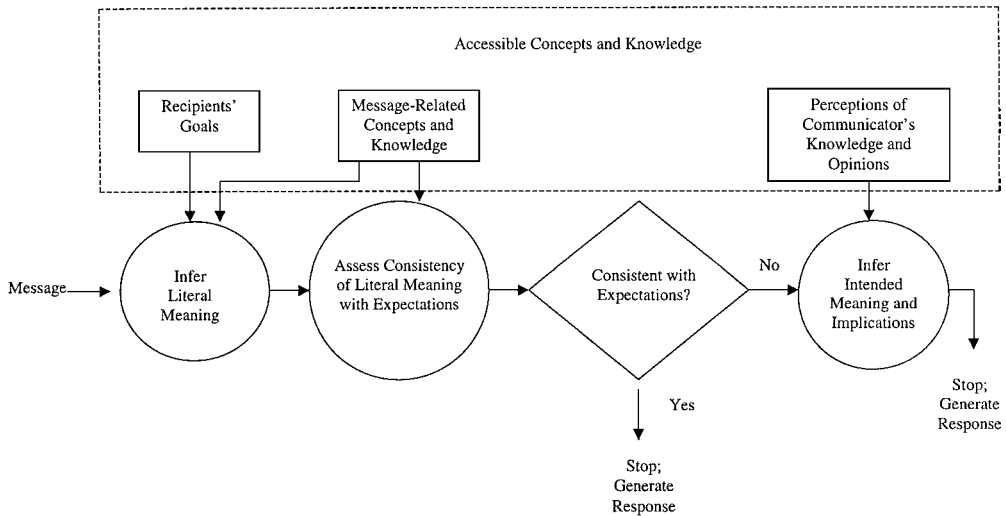 Accessible Concepts and Knowledge
Recipients'
Goals
Message-Related
Concepts and
Knowledge
Perceptions of
Communicator's
Knowledge and
Opinions
Message
Infer
Literal
Meaning
Assess Consistency
of Literal Meaning
with Expectations
Consistent with
Expectations?
No
Infer
Intended
Meaning and
Implications
Yes
Stop;
Generate
Response
Stop;
Generate
Response